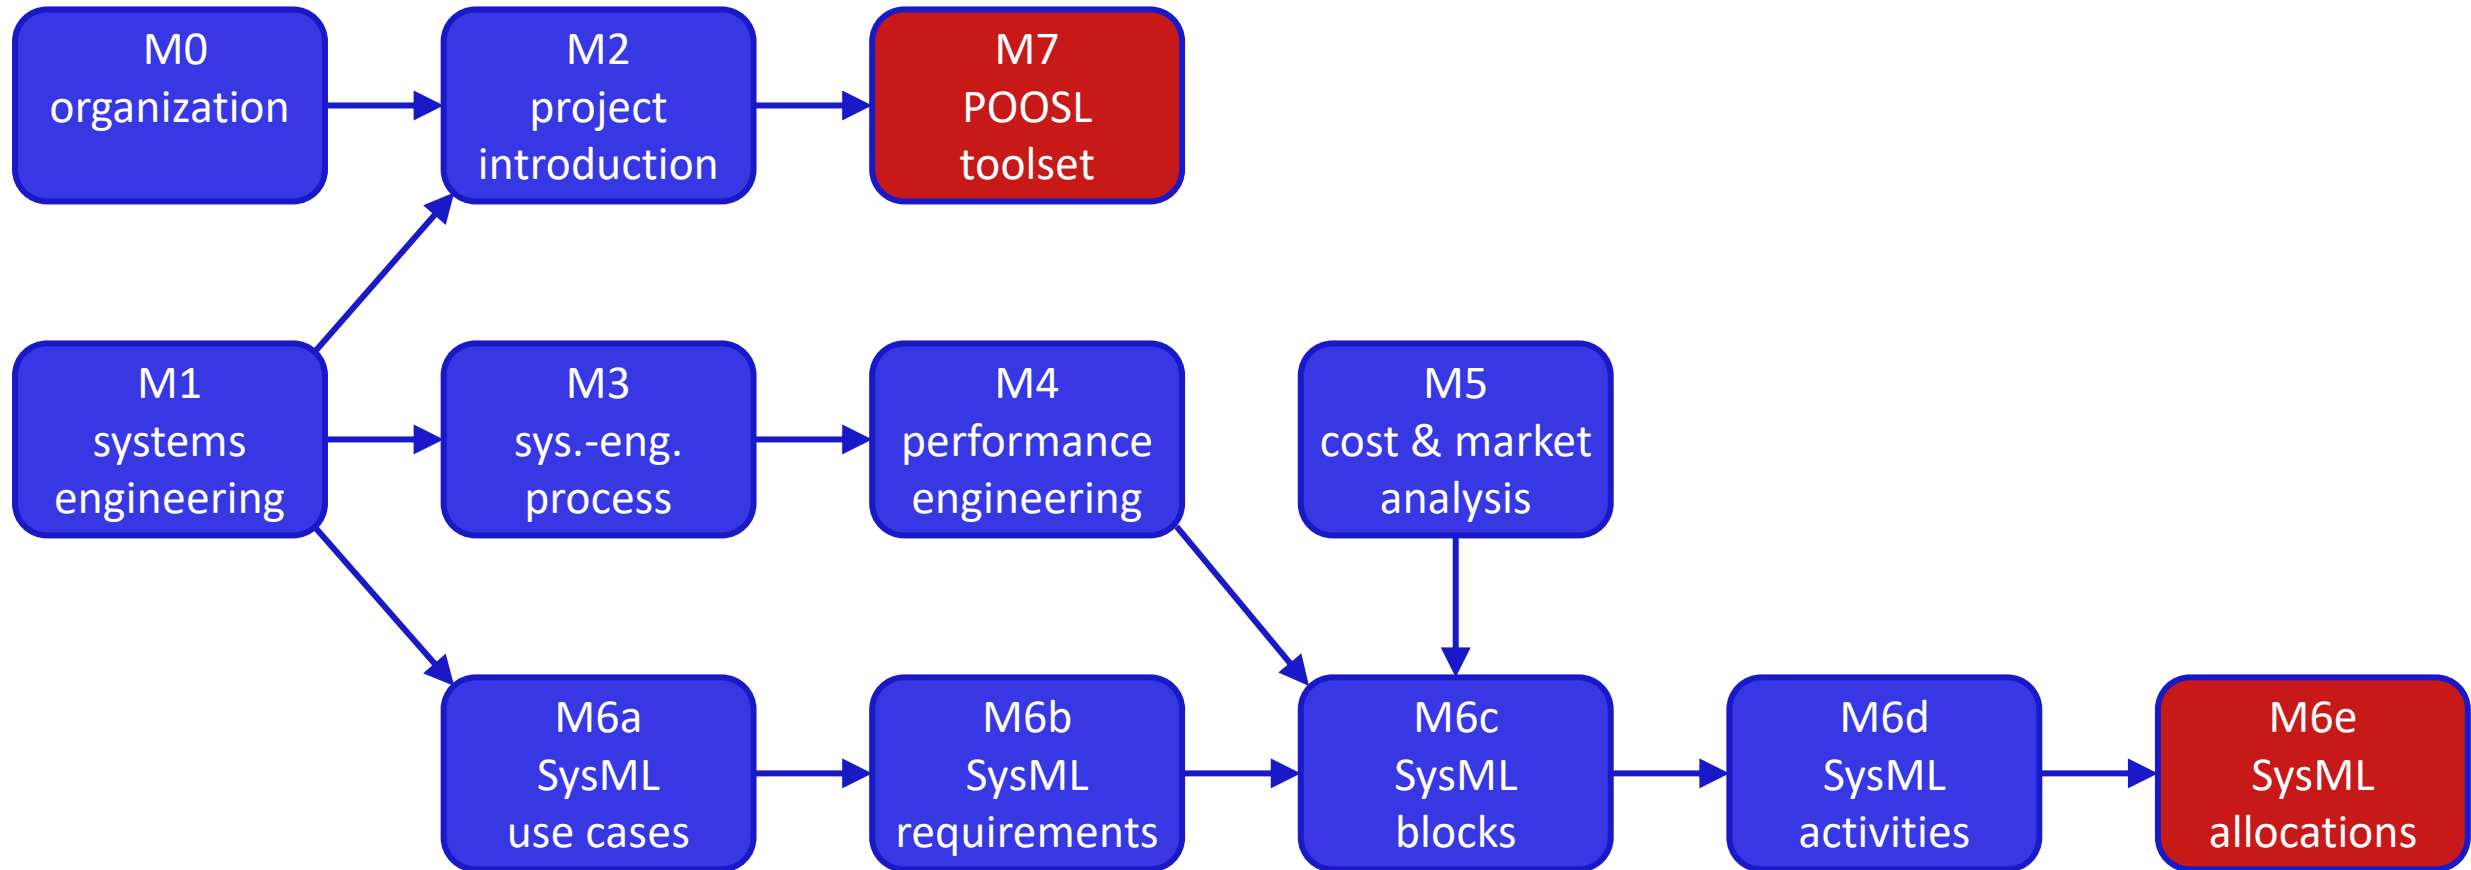 M0
organization
M2
project
introduction
M7
POOSL
toolset
M1
systems
engineering
M3
sys.-eng.
process
M4
performance
engineering
M5
cost & market
analysis
M6a
SysML
use cases
M6b
SysML
requirements
M6c
SysML
blocks
M6d
SysML
activities
M6e
SysML
allocations